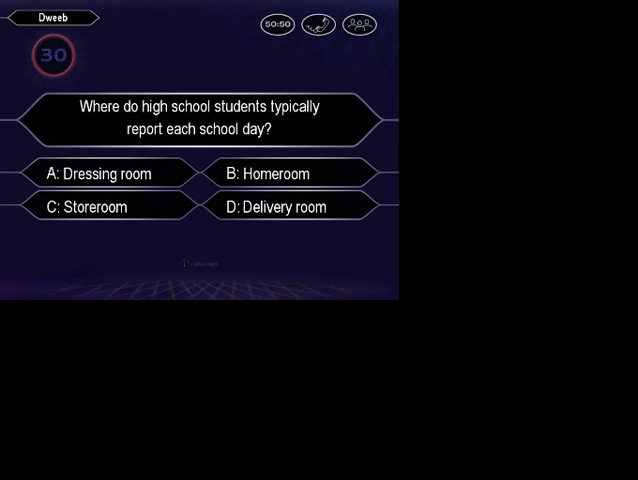 Dweeb
50:50
30
Where do high school students typically
report each school day?
A: Dressing room
B: Homeroom
C: Storeroom
D: Delivery room